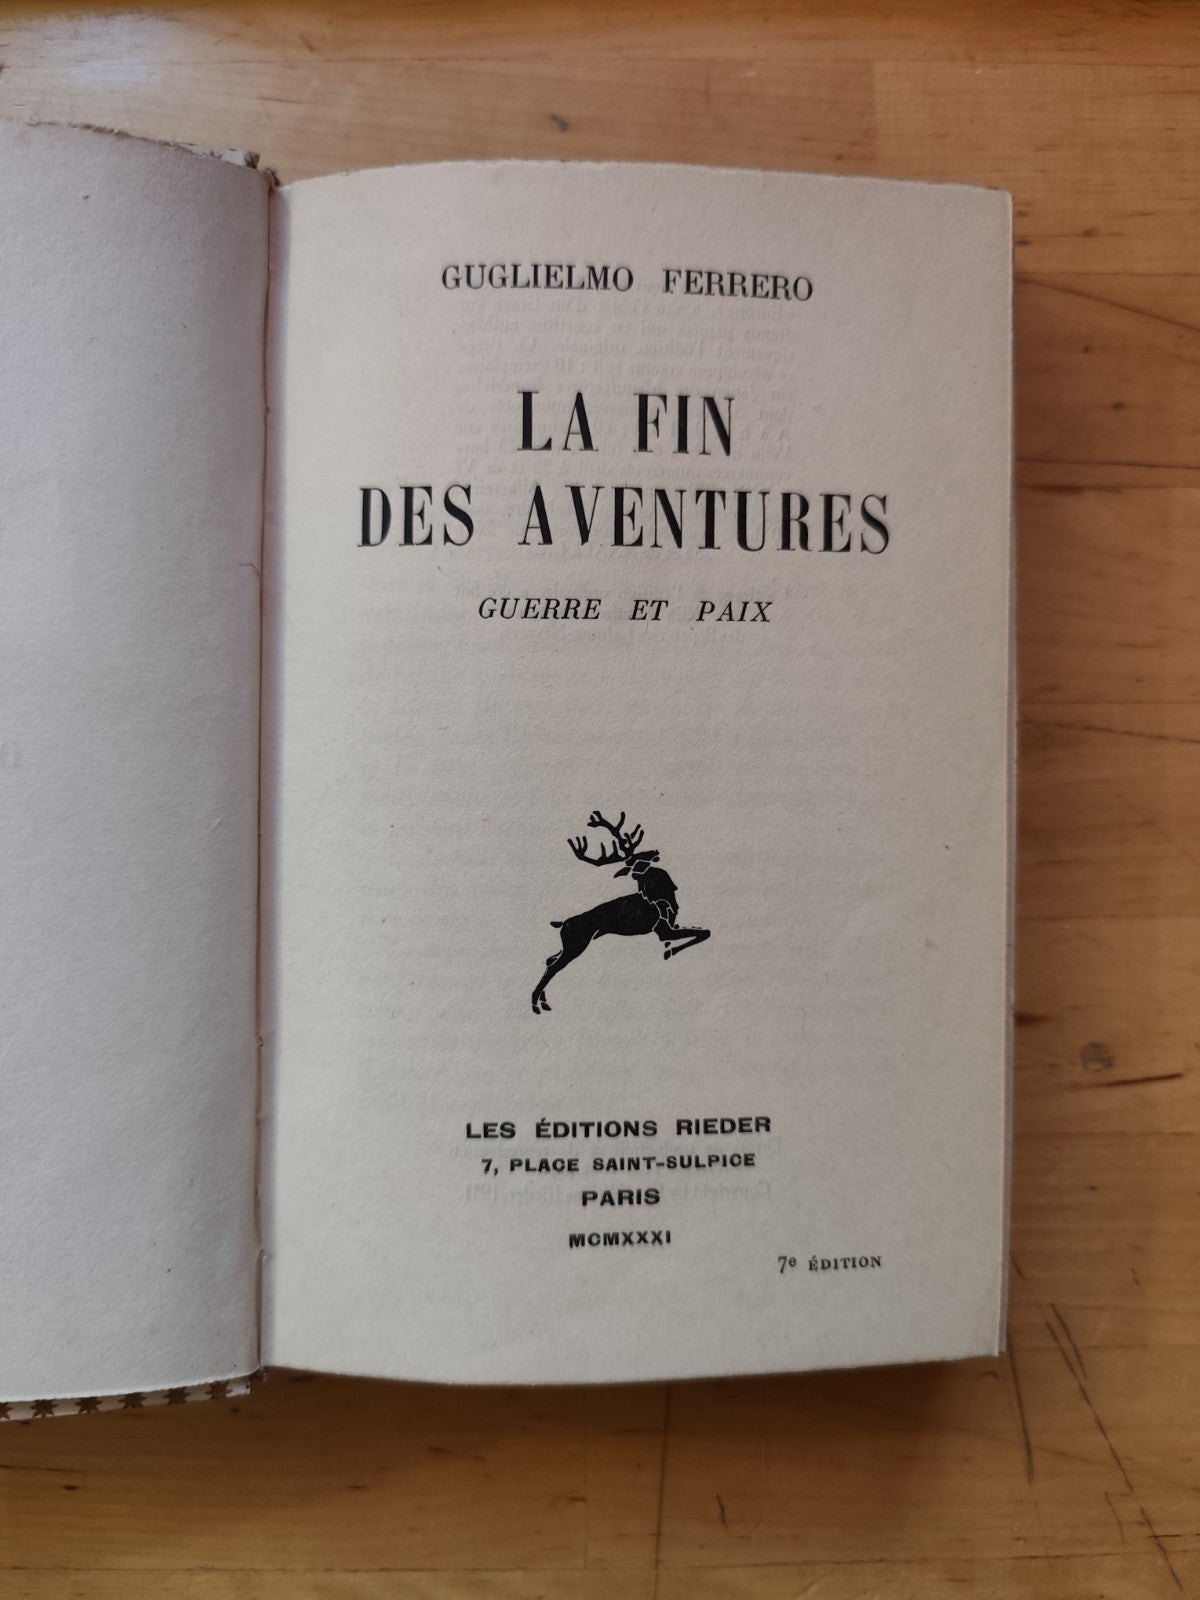 GUGLIELMO FERRERO
LA FIN
DES AVENTURES
GUERRE ET PAIX
LES ÉDITIONS RIEDER
7, PLACE SAINT-SULPICE
PARIS
MCMXXXI
7e ÉDITION